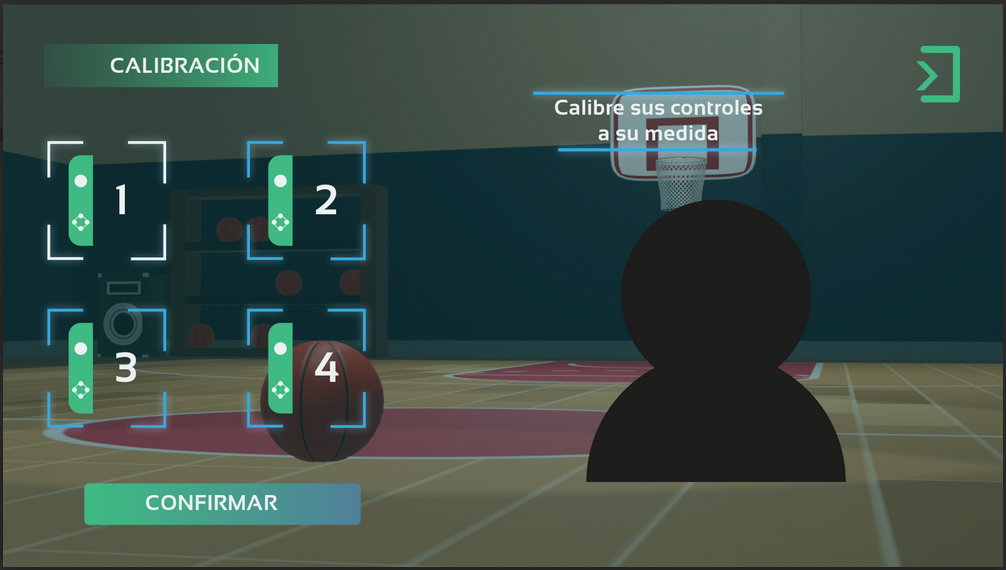 CALIBRACIÓN
Calibre sus controles
a su medida
1
2
3
4
CONFIRMAR